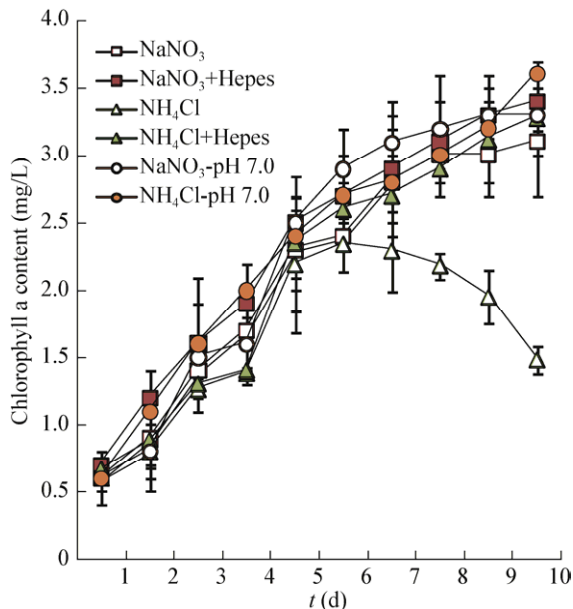 4.0
3.5
3.0
2.5
2.0
1.5
1.0
0.5
0
Chlorophyll a content (mg/L)
NaNO₃
NaNO₃+Hepes
NH₄Cl
NH₄Cl+Hepes
NaNO₃-pH 7.0
NH₄Cl-pH 7.0
1 2 3 4 5 6 7 8 9 10
t (d)